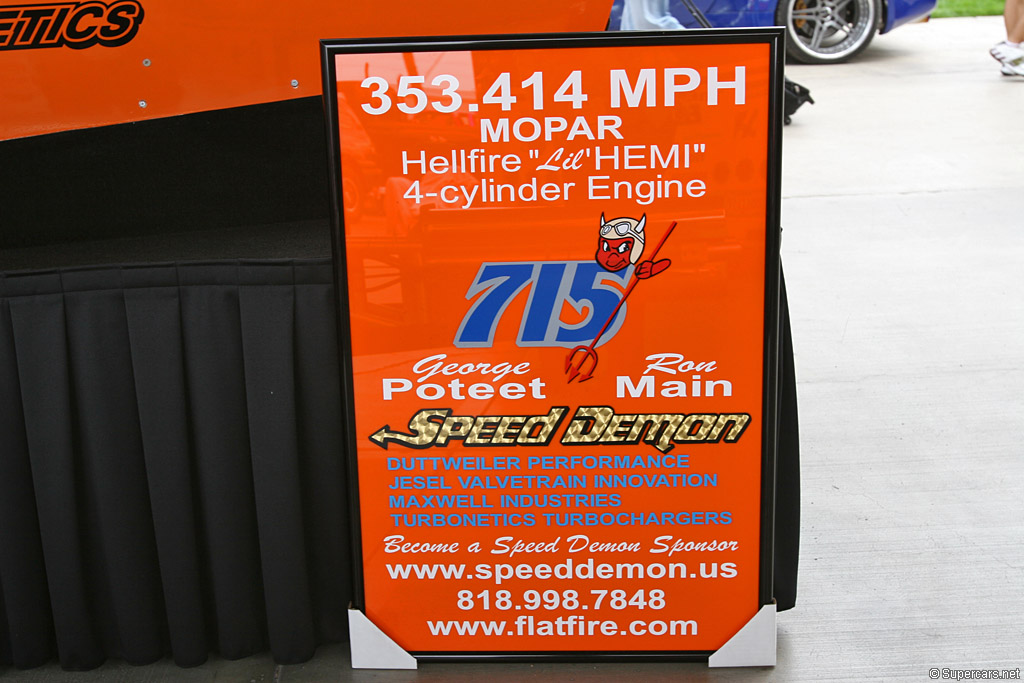 ETICS
353.414 MPH
MOPAR
Hellfire "Lil' HEMI"
4-cylinder Engine
715
George Poteet
Ron Main
SPEED DEMON
DUTTWEILER PERFORMANCE
JESEL VALVETRAIN INNOVATION
MAXWELL INDUSTRIES
TURBONETICS TURBOCHARGERS
Become a Speed Demon Sponsor
www.speeddemon.us
818.998.7848
www.flatfire.com
© Supercars.net